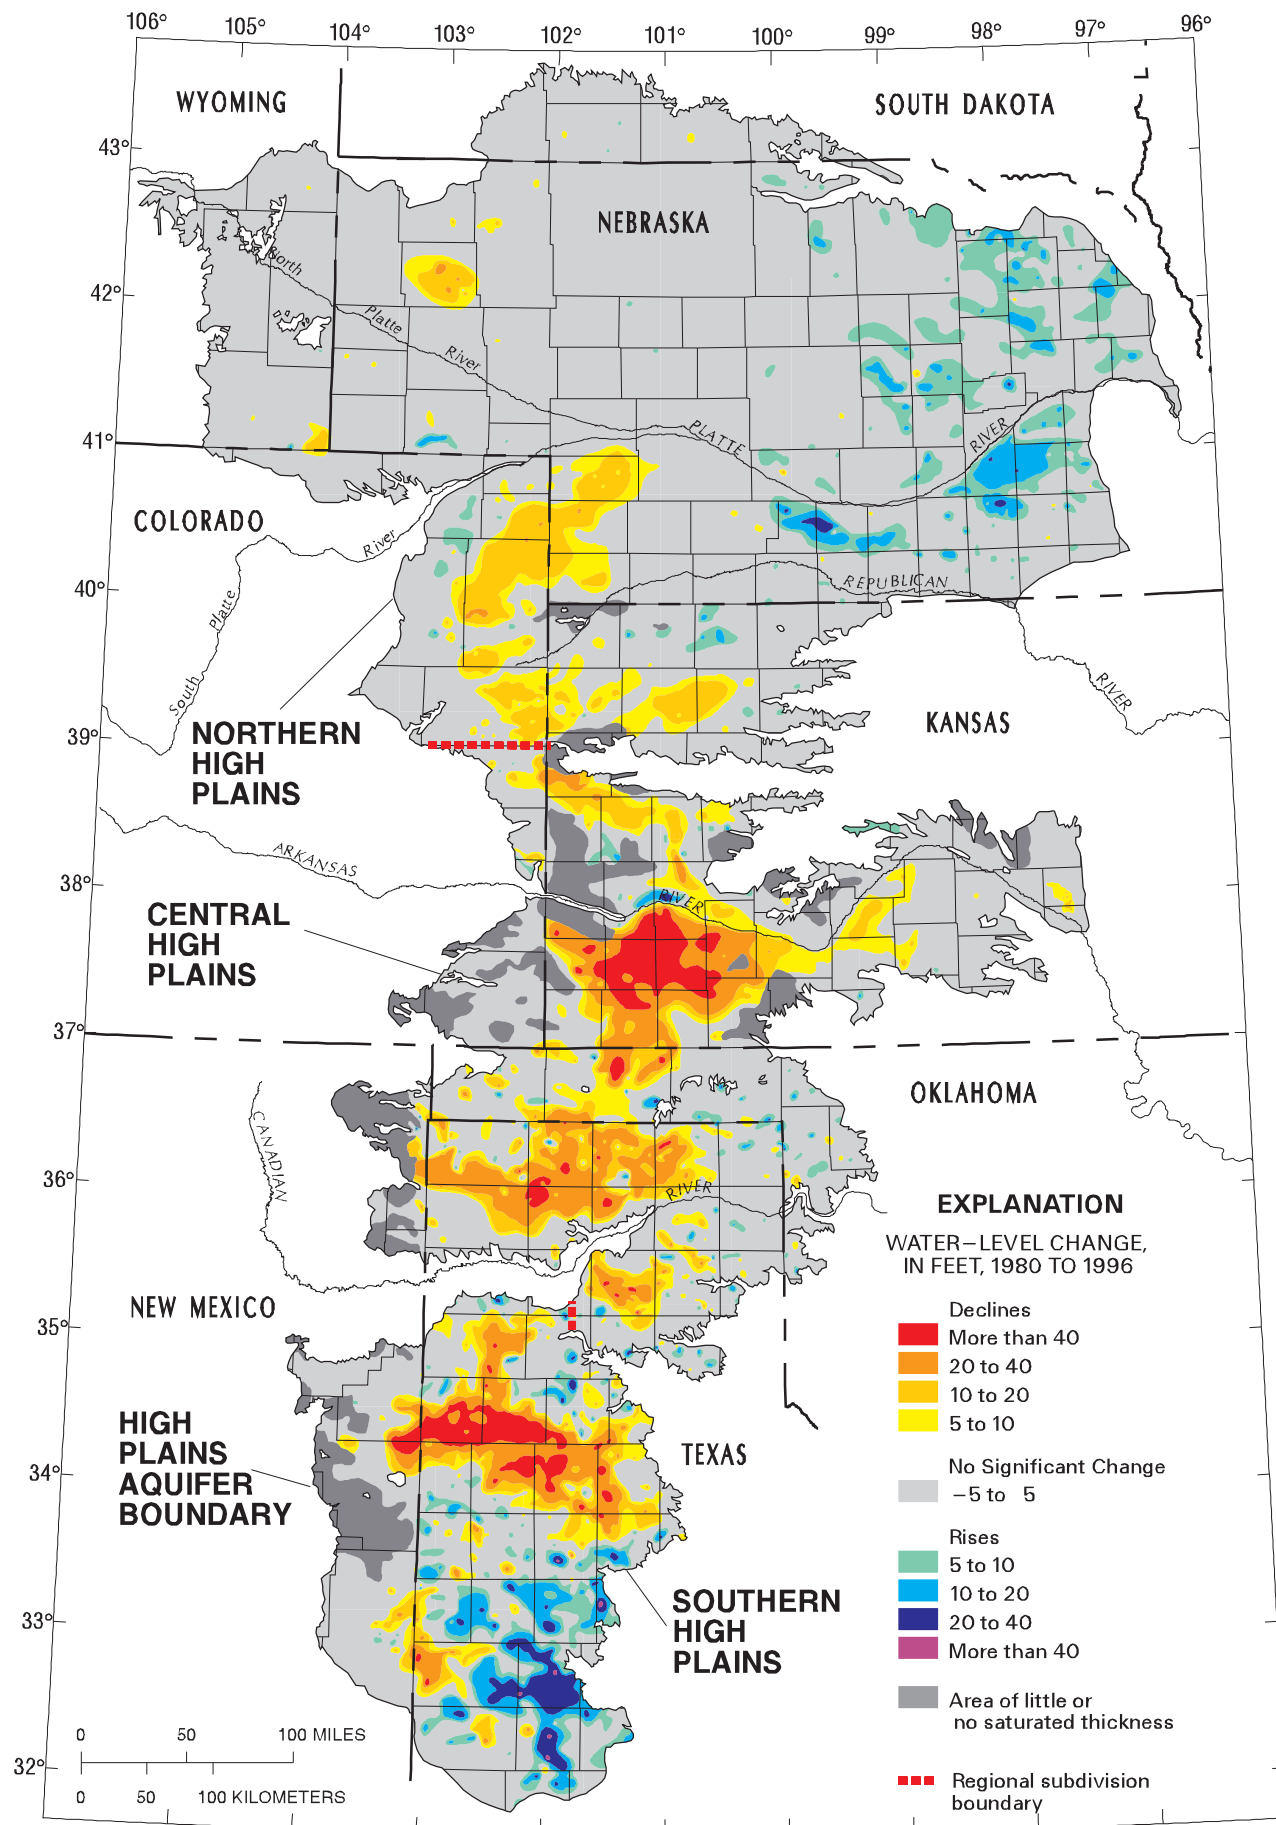 106° 105° 104° 103° 102° 101° 100° 99° 98° 97° 96°
WYOMING
SOUTH DAKOTA
43°
NEBRASKA
North
42°
Platte
River
41°
PLATTE
RIVER
COLORADO
River
40°
REPUBLICAN
Platte
South
RIVER
NORTHERN
HIGH
PLAINS
KANSAS
39°
ARKANSAS
38°
RIVER
CENTRAL
HIGH
PLAINS
37°
OKLAHOMA
CANADIAN
36°
RIVER
EXPLANATION
WATER–LEVEL CHANGE,
IN FEET, 1980 TO 1996
NEW MEXICO
35°
Declines
More than 40
20 to 40
10 to 20
5 to 10
HIGH
PLAINS
AQUIFER
BOUNDARY
TEXAS
34°
No Significant Change
–5 to 5
Rises
5 to 10
10 to 20
20 to 40
More than 40
SOUTHERN
HIGH
PLAINS
33°
Area of little or
no saturated thickness
0 50 100 MILES
32°
0 50 100 KILOMETERS
Regional subdivision
boundary